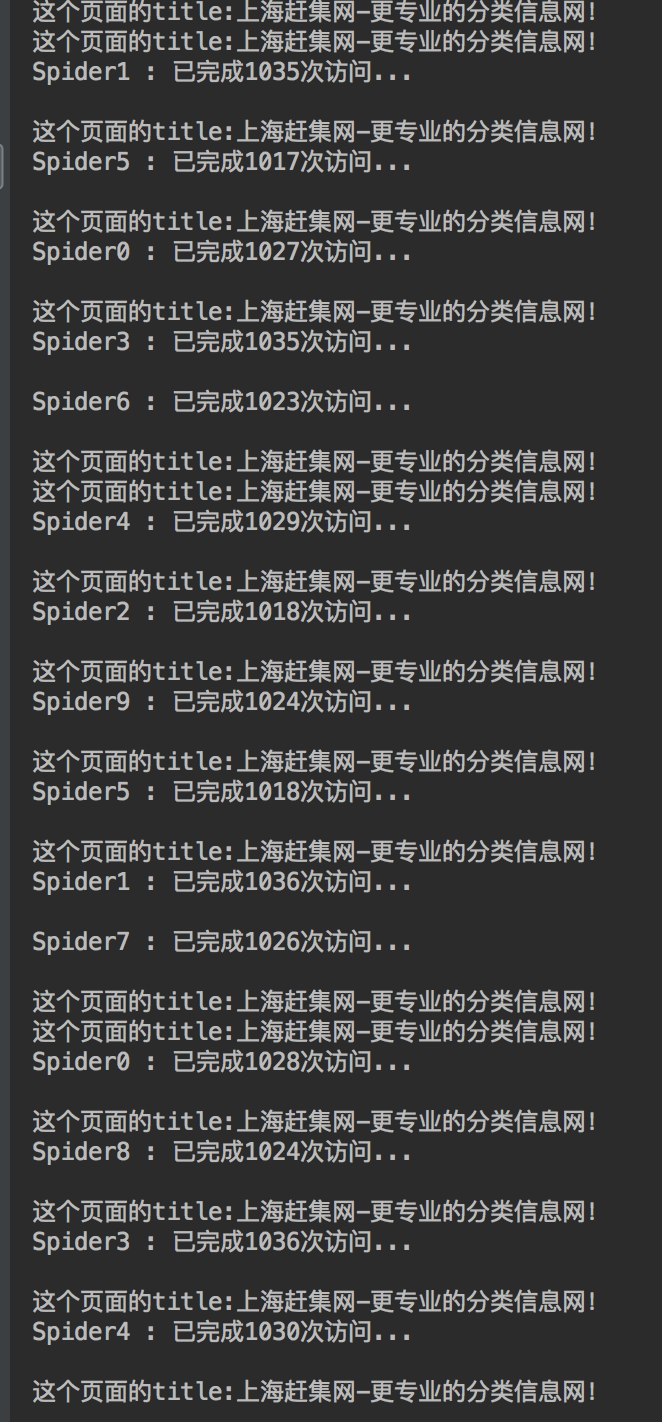 这个页面的title:上海赶集网-更专业的分类信息网!
这个页面的title:上海赶集网-更专业的分类信息网!
Spider1 : 已完成1035次访问...
这个页面的title:上海赶集网-更专业的分类信息网!
Spider5 : 已完成1017次访问...
这个页面的title:上海赶集网-更专业的分类信息网!
Spider0 : 已完成1027次访问...
这个页面的title:上海赶集网-更专业的分类信息网!
Spider3 : 已完成1035次访问...
Spider6 : 已完成1023次访问...
这个页面的title:上海赶集网-更专业的分类信息网!
这个页面的title:上海赶集网-更专业的分类信息网!
Spider4 : 已完成1029次访问...
这个页面的title:上海赶集网-更专业的分类信息网!
Spider2 : 已完成1018次访问...
这个页面的title:上海赶集网-更专业的分类信息网!
Spider9 : 已完成1024次访问...
这个页面的title:上海赶集网-更专业的分类信息网!
Spider5 : 已完成1018次访问...
这个页面的title:上海赶集网-更专业的分类信息网!
Spider1 : 已完成1036次访问...
Spider7 : 已完成1026次访问...
这个页面的title:上海赶集网-更专业的分类信息网!
这个页面的title:上海赶集网-更专业的分类信息网!
Spider0 : 已完成1028次访问...
这个页面的title:上海赶集网-更专业的分类信息网!
Spider8 : 已完成1024次访问...
这个页面的title:上海赶集网-更专业的分类信息网!
Spider3 : 已完成1036次访问...
这个页面的title:上海赶集网-更专业的分类信息网!
Spider4 : 已完成1030次访问...
这个页面的title:上海赶集网-更专业的分类信息网!